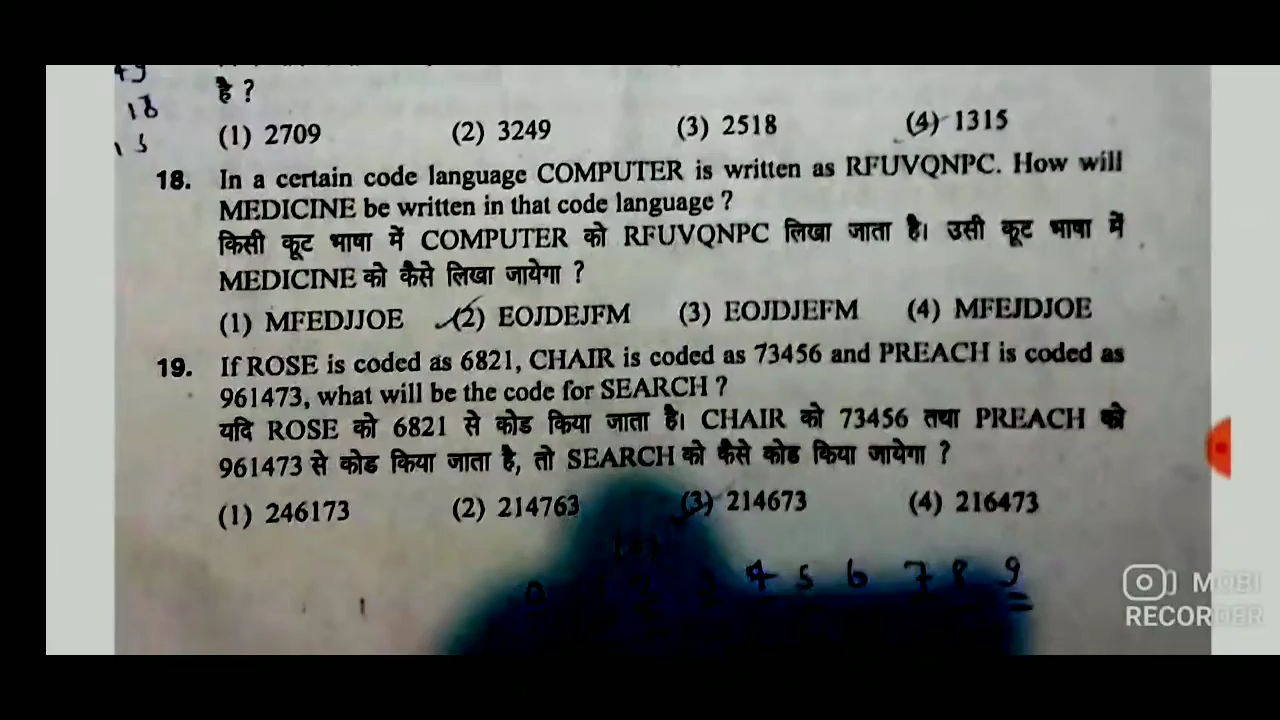 49
है ?
18
(1) 2709 (2) 3249 (3) 2518 (4) 1315
18. In a certain code language COMPUTER is written as RFUVQNPC. How will
MEDICINE be written in that code language ?
किसी कूट भाषा में COMPUTER को RFUVQNPC लिखा जाता है। उसी कूट भाषा में
MEDICINE को कैसे लिखा जायेगा ?
(1) MFEDJJOE (2) EOJDEJFM (3) EOJDJEFM (4) MFEJDJOE
19. If ROSE is coded as 6821, CHAIR is coded as 73456 and PREACH is coded as
961473, what will be the code for SEARCH ?
यदि ROSE को 6821 से कोड किया जाता है। CHAIR को 73456 तथा PREACH को
961473 से कोड किया जाता है, तो SEARCH को कैसे कोड किया जायेगा ?
(1) 246173 (2) 214763 (3) 214673 (4) 216473
0 2 3 4 5 6 7 8 9
MOBI
RECORDER